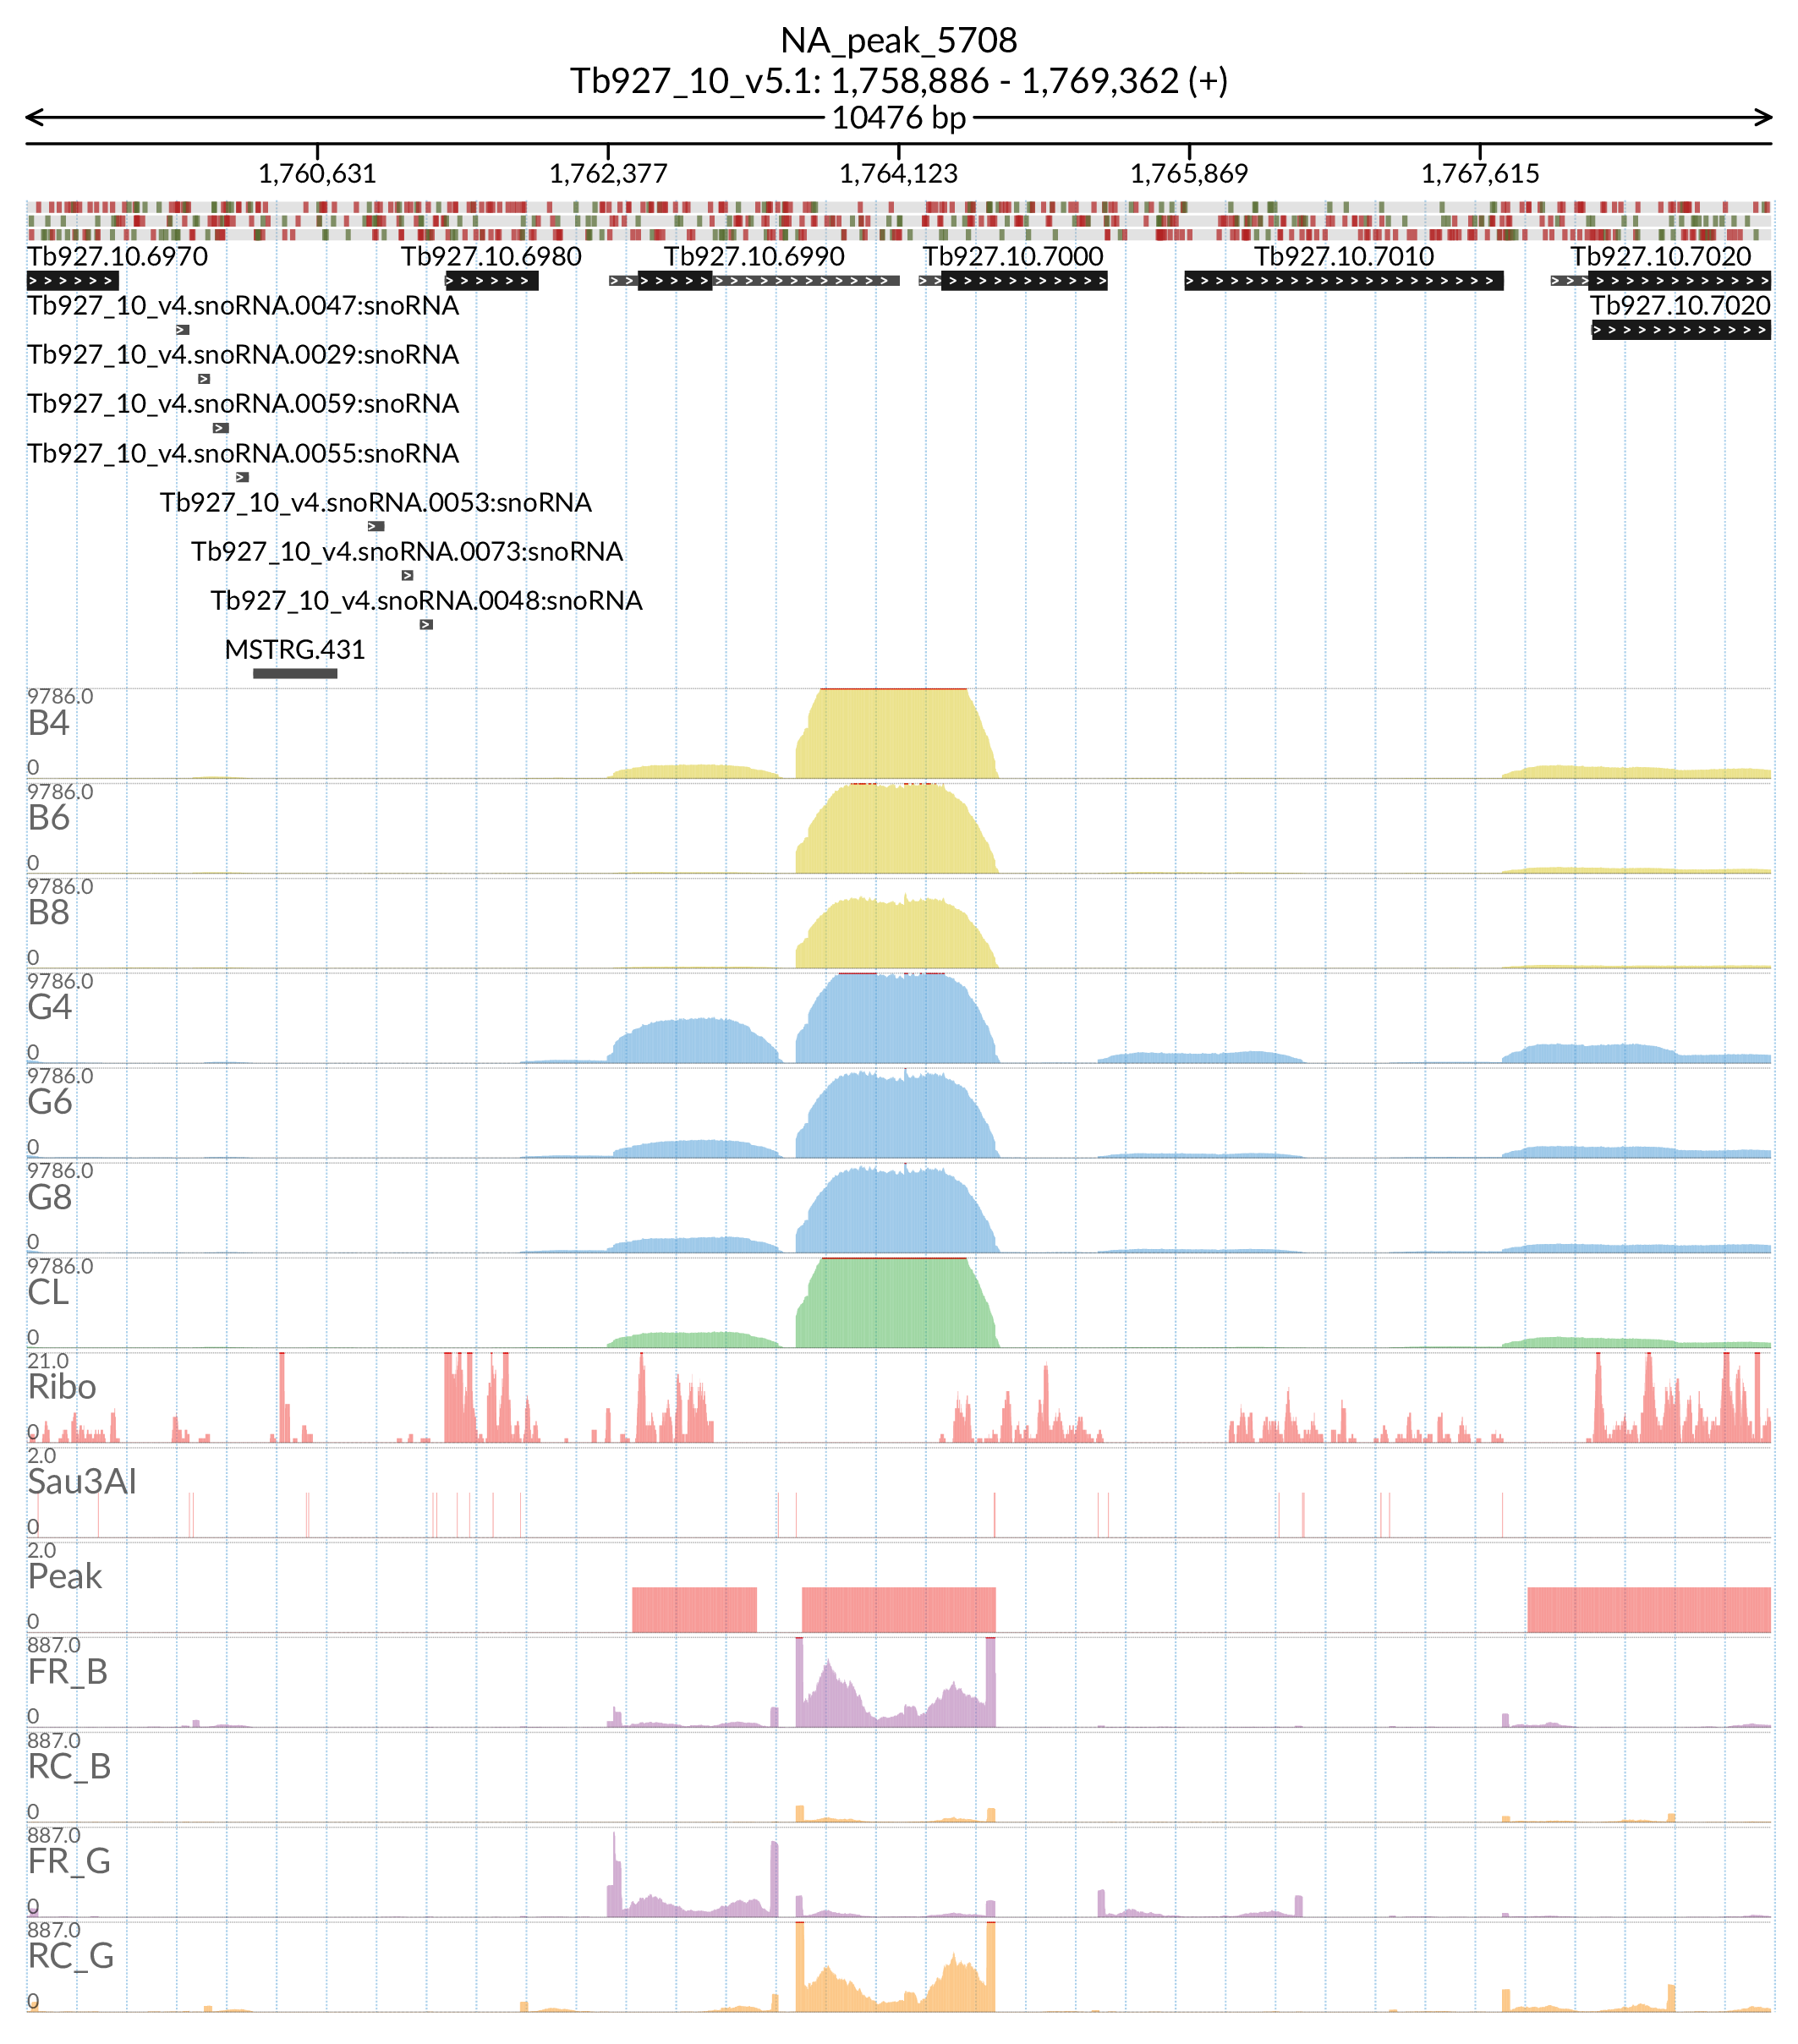 NA_peak_5708
Tb927_10_v5.1: 1,758,886 - 1,769,362 (+)
10476 bp
1,760,631 1,762,377 1,764,123 1,765,869 1,767,615
Tb927.10.6970 Tb927.10.6980 Tb927.10.6990 Tb927.10.7000 Tb927.10.7010 Tb927.10.7020
Tb927_10_v4.snoRNA.0047:snoRNA Tb927.10.7020
Tb927_10_v4.snoRNA.0029:snoRNA
Tb927_10_v4.snoRNA.0059:snoRNA
Tb927_10_v4.snoRNA.0055:snoRNA
Tb927_10_v4.snoRNA.0053:snoRNA
Tb927_10_v4.snoRNA.0073:snoRNA
Tb927_10_v4.snoRNA.0048:snoRNA
MSTRG.431
9786.0
B4
0
9786.0
B6
0
9786.0
B8
0
9786.0
G4
0
9786.0
G6
0
9786.0
G8
0
9786.0
CL
0
21.0
Ribo
0
2.0
Sau3AI
0
2.0
Peak
0
887.0
FR_B
0
887.0
RC_B
0
887.0
FR_G
0
887.0
RC_G
0